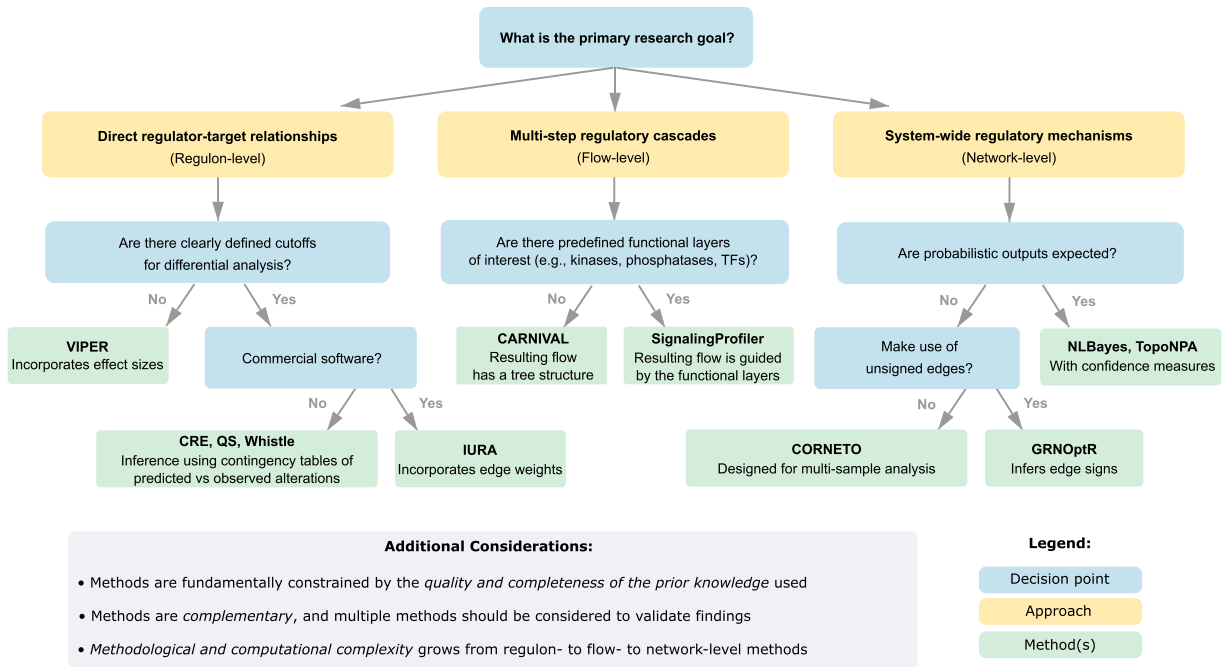 What is the primary research goal?
Direct regulator-target relationships
(Regulon-level)
Multi-step regulatory cascades
(Flow-level)
System-wide regulatory mechanisms
(Network-level)
Are there clearly defined cutoffs
for differential analysis?
Are there predefined functional layers
of interest (e.g., kinases, phosphatases, TFs)?
Are probabilistic outputs expected?
No
Yes
No
Yes
No
Yes
VIPER
Incorporates effect sizes
Commercial software?
CARNIVAL
Resulting flow
has a tree structure
SignalingProfiler
Resulting flow is guided
by the functional layers
Make use of
unsigned edges?
NLBayes, TopoNPA
With confidence measures
No
Yes
No
Yes
CRE, QS, Whistle
Inference using contingency tables of
predicted vs observed alterations
IURA
Incorporates edge weights
CORNETO
Designed for multi-sample analysis
GRNOptR
Infers edge signs
Additional Considerations:
• Methods are fundamentally constrained by the quality and completeness of the prior knowledge used
• Methods are complementary, and multiple methods should be considered to validate findings
• Methodological and computational complexity grows from regulon- to flow- to network-level methods
Legend:
Decision point
Approach
Method(s)